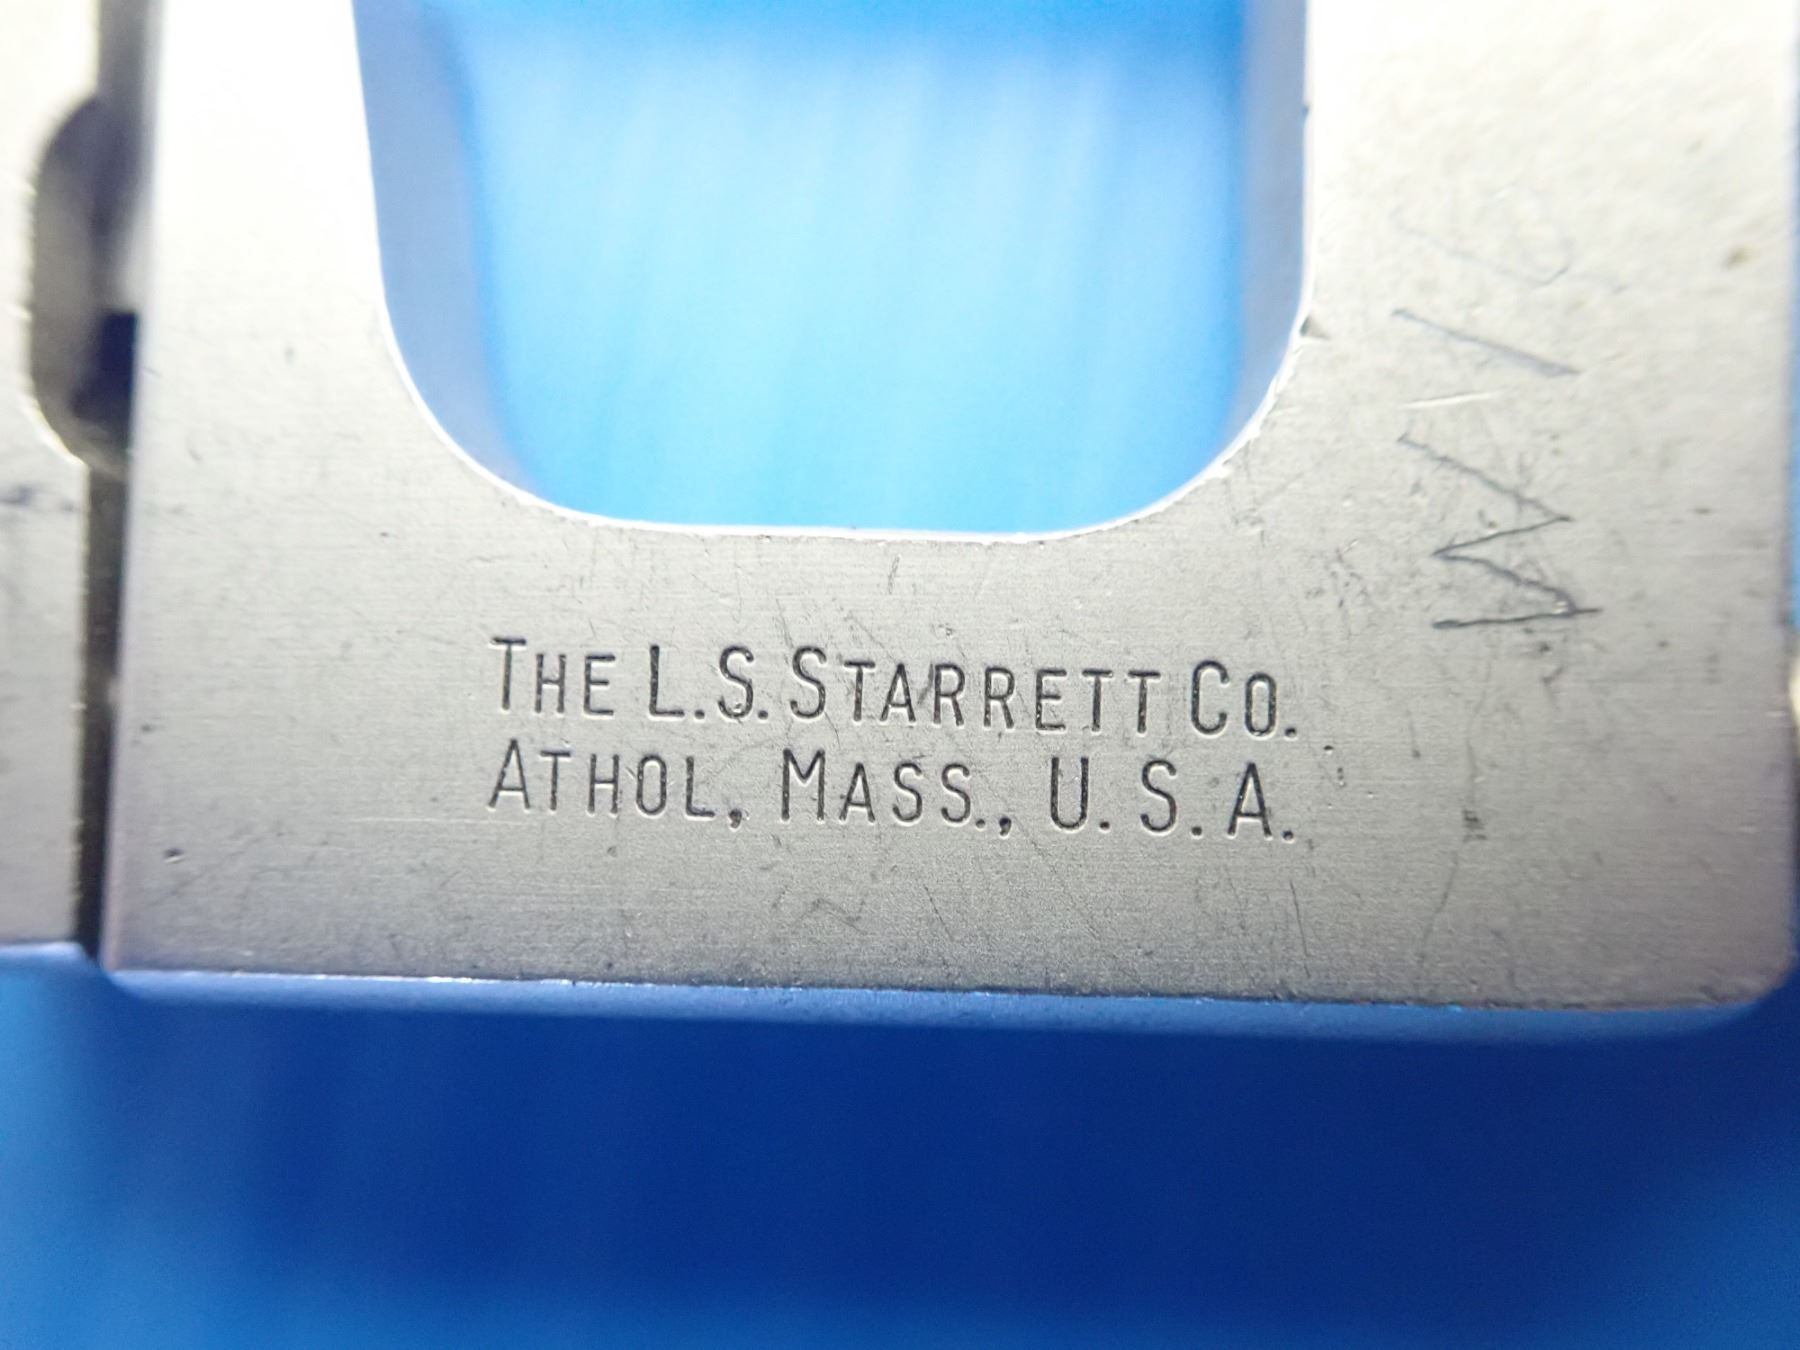 THE L.S. STARRETT CO.
ATHOL, MASS., U.S.A.